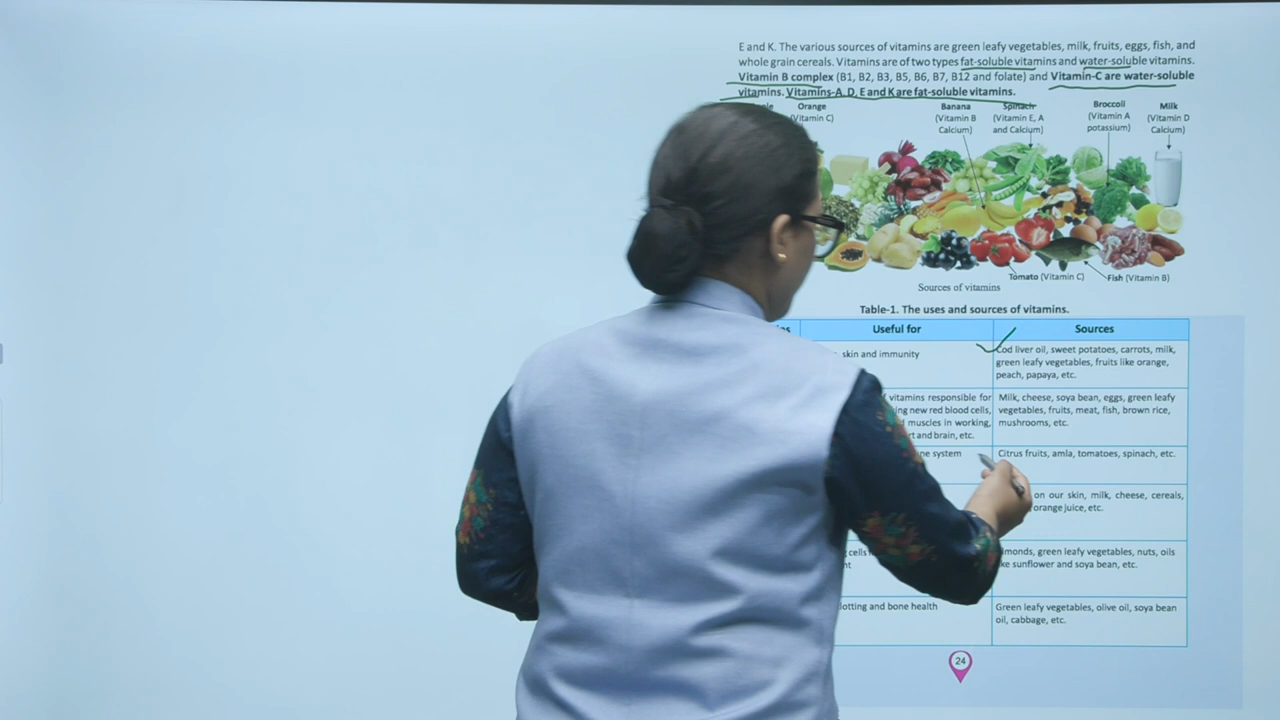 E and K. The various sources of vitamins are green leafy vegetables, milk, fruits, eggs, fish, and
whole grain cereals. Vitamins are of two types fat-soluble vitamins and water-soluble vitamins.
Vitamin B complex (B1, B2, B3, B5, B6, B7, B12 and folate) and Vitamin-C are water-soluble
vitamins. Vitamins-A, D, E and K are fat-soluble vitamins.
Orange
(Vitamin C)
Banana
(Vitamin B
Calcium)
Spinach
(Vitamin E, A
and Calcium)
Broccoli
(Vitamin A
potassium)
Milk
(Vitamin D
Calcium)
Tomato (Vitamin C)
Fish (Vitamin B)
Sources of vitamins
Table-1. The uses and sources of vitamins.
Useful for
Sources
skin and immunity
Cod liver oil, sweet potatoes, carrots, milk,
green leafy vegetables, fruits like orange,
peach, papaya, etc.
vitamins responsible for
new red blood cells,
muscles in working,
and brain, etc.
Milk, cheese, soya bean, eggs, green leafy
vegetables, fruits, meat, fish, brown rice,
mushrooms, etc.
system
Citrus fruits, amla, tomatoes, spinach, etc.
on our skin, milk, cheese, cereals,
orange juice, etc.
cells
green leafy vegetables, nuts, oils
sunflower and soya bean, etc.
and bone health
Green leafy vegetables, olive oil, soya bean
oil, cabbage, etc.
24